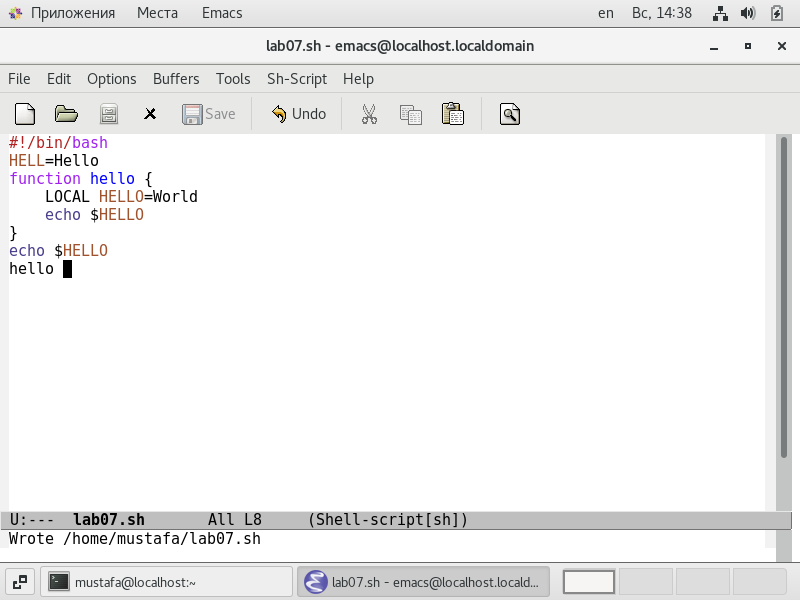 Приложения Места Emacs en Вс, 14:38
lab07.sh - emacs@localhost.localdomain
File Edit Options Buffers Tools Sh-Script Help
Save Undo
#!/bin/bash
HELL=Hello
function hello {
    LOCAL HELLO=World
    echo $HELLO
}
echo $HELLO
hello
U:--- lab07.sh All L8 (Shell-script[sh])
Wrote /home/mustafa/lab07.sh
mustafa@localhost:~ lab07.sh - emacs@localhost.locald...